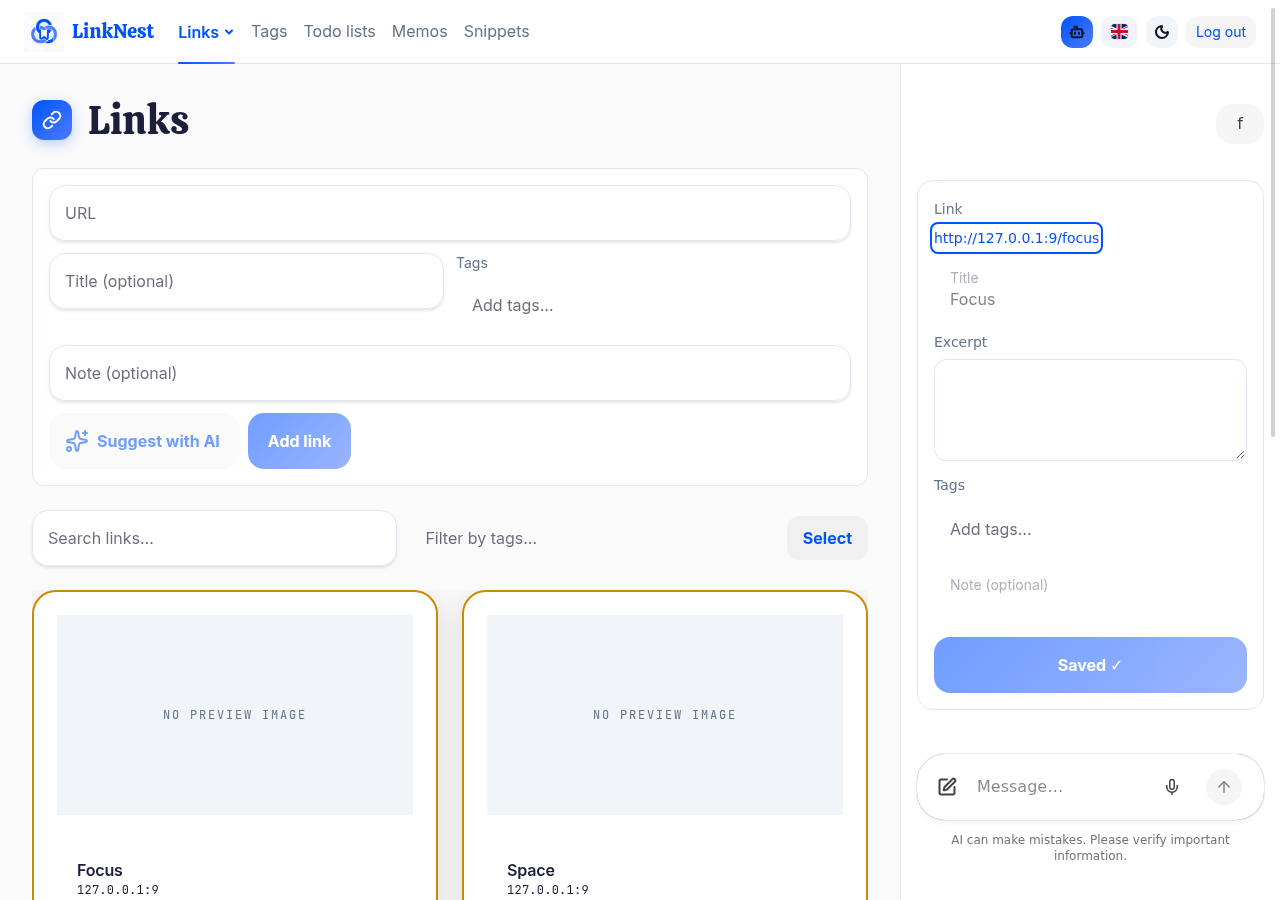 LinkNest
Links
Tags
Todo lists
Memos
Snippets
Log out
Links
URL
Title (optional)
Tags
Add tags...
Note (optional)
Suggest with AI
Add link
Search links...
Filter by tags...
Select
NO PREVIEW IMAGE
NO PREVIEW IMAGE
Focus
127.0.0.1:9
Space
127.0.0.1:9
f
Link
http://127.0.0.1:9/focus
Title
Focus
Excerpt
Tags
Add tags...
Note (optional)
Saved ✓
Message...
AI can make mistakes. Please verify important
information.